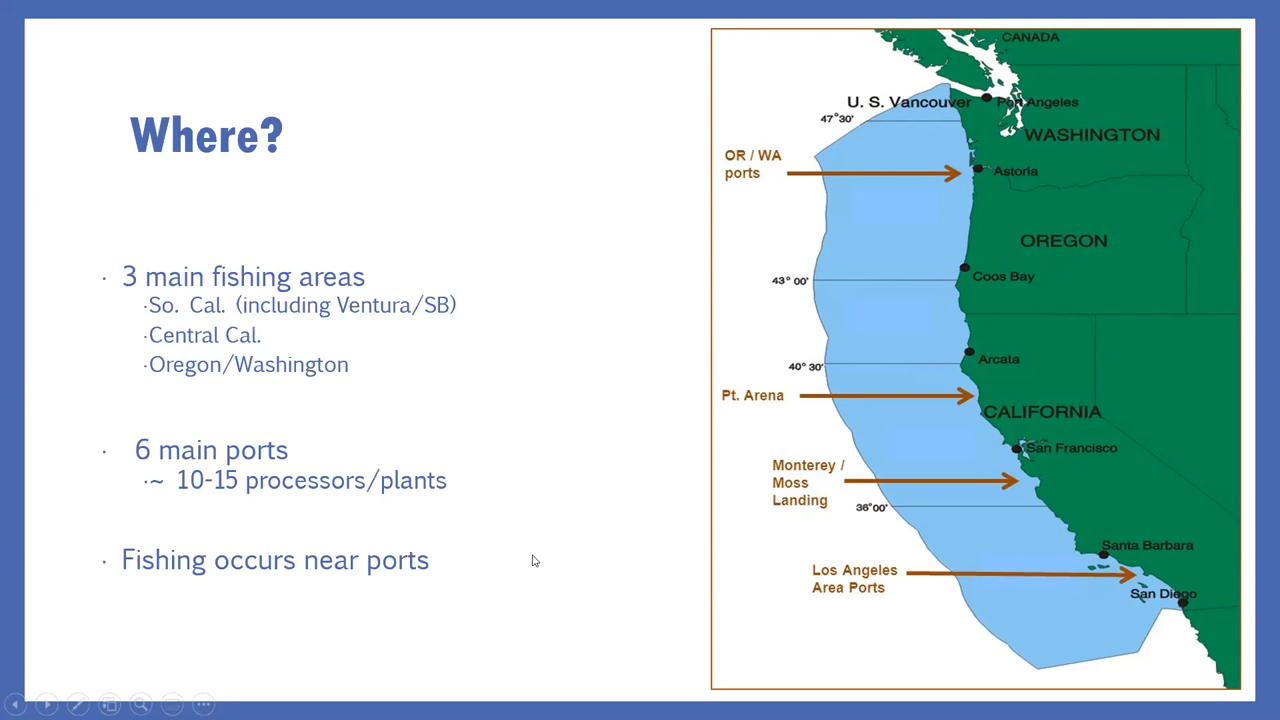 Where?
· 3 main fishing areas
·So. Cal. (including Ventura/SB)
·Central Cal.
·Oregon/Washington
· 6 main ports
·~ 10-15 processors/plants
· Fishing occurs near ports
CANADA
U. S. Vancouver
Port Angeles
47°30'
WASHINGTON
OR / WA
ports
Astoria
OREGON
Coos Bay
43° 00'
Arcata
40° 30'
Pt. Arena
CALIFORNIA
San Francisco
Monterey /
Moss
Landing
36°00'
Santa Barbara
Los Angeles
Area Ports
San Diego